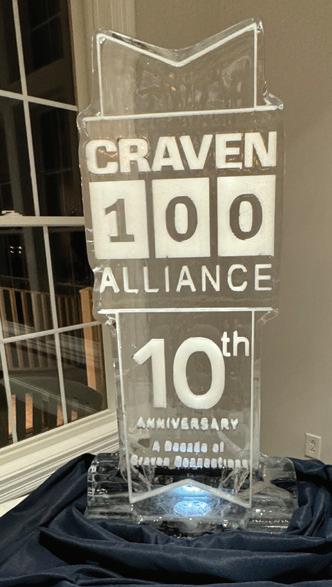 CRAVEN
100
ALLIANCE
10th
ANNIVERSARY
A Decade of
Craven Connections